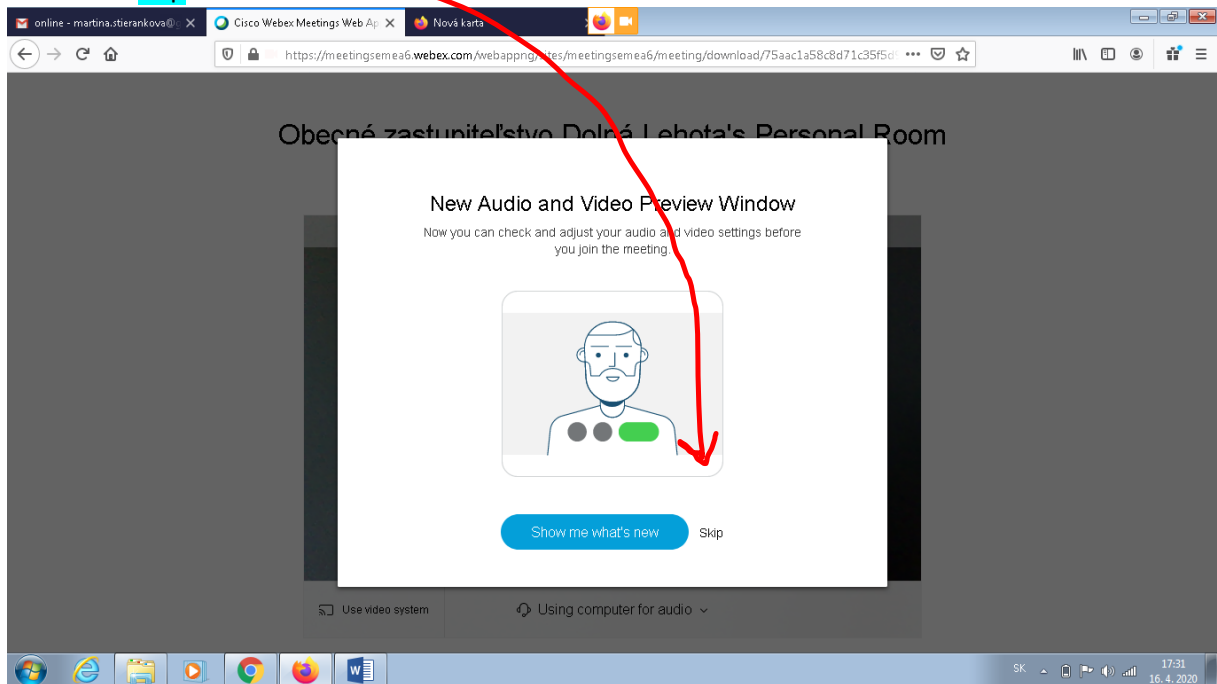 online - martina.stierankova@
Cisco Webex Meetings Web Ap
Nová karta
https://meetingsemea6.webex.com/webappng/sites/meetingsemea6/meeting/download/75aac1a58c8d71c35f5d
Obecné zastupiteľstvo Dolná Lehota's Personal Room
New Audio and Video Preview Window
Now you can check and adjust your audio and video settings before
you join the meeting.
Show me what's new
Skip
Use video system
Using computer for audio
SK
17:31
16. 4. 2020